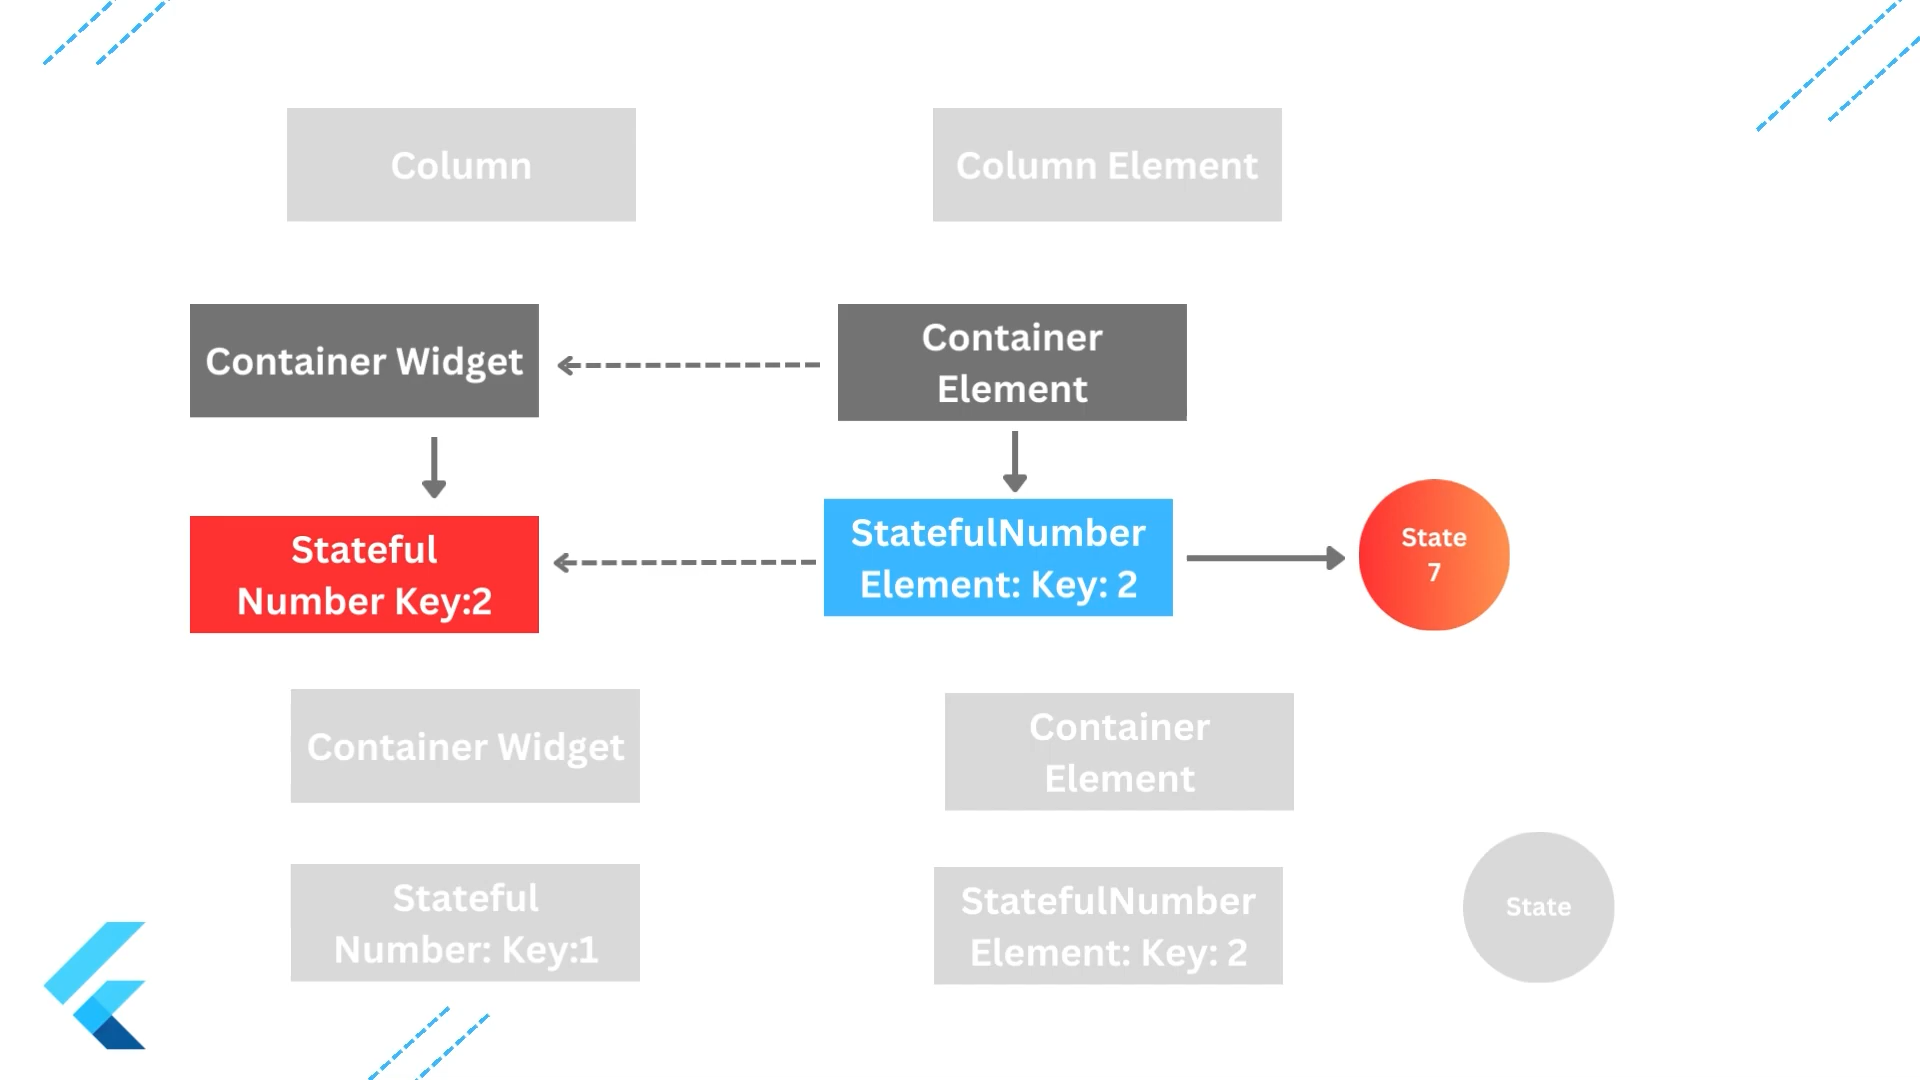 Column
Column Element
Container Widget
Container
Element
Stateful
Number Key:2
StatefulNumber
Element: Key: 2
State
7
Container Widget
Container
Element
Stateful
Number: Key:1
StatefulNumber
Element: Key: 2
State